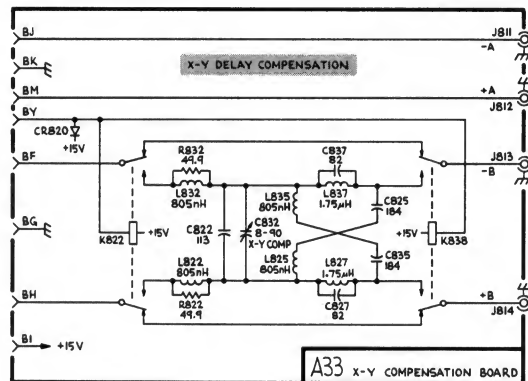 BJ
J811
-A
BK
X-Y DELAY COMPENSATION
BM
+A
J812
BY
CR820
+15V
R832
49.9
C837
82
BF
J813
-B
L832
805nH
L835
805nH
L837
1.75µH
C825
184
C822
113
C832
8-90
X-Y COMP
BG
K822
+15V
L822
805nH
L825
805nH
L827
1.75µH
C835
184
+15V
K838
BH
R822
49.9
C827
82
+B
J814
BI
+15V
A33 X-Y COMPENSATION BOARD